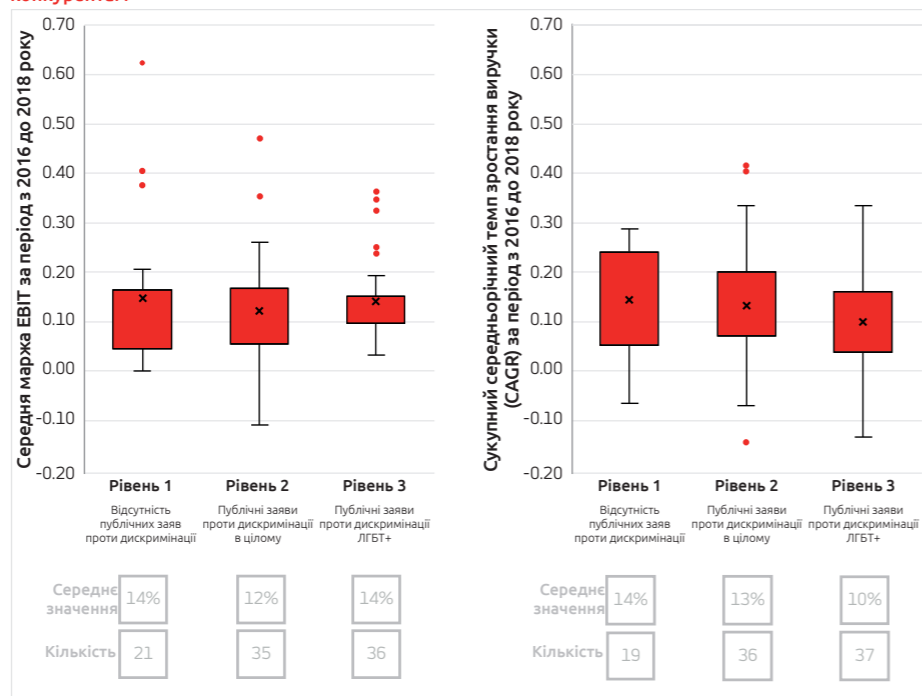 Середня маржа EBIT за період з 2016 до 2018 року
0.70
0.60
0.50
0.40
0.30
0.20
0.10
0.00
-0.10
-0.20
Рівень 1
Відсутність
публічних заяв
проти дискримінації
Рівень 2
Публічні заяви
проти дискримінації
в цілому
Рівень 3
Публічні заяви
проти дискримінації
ЛГБТ+
Середнє
значення
14%
12%
14%
Кількість
21
35
36
Сукупний середньорічний темп зростання виручки
(CAGR) за період з 2016 до 2018 року
0.70
0.60
0.50
0.40
0.30
0.20
0.10
0.00
-0.10
-0.20
Рівень 1
Відсутність
публічних заяв
проти дискримінації
Рівень 2
Публічні заяви
проти дискримінації
в цілому
Рівень 3
Публічні заяви
проти дискримінації
ЛГБТ+
Середнє
значення
14%
13%
10%
Кількість
19
36
37